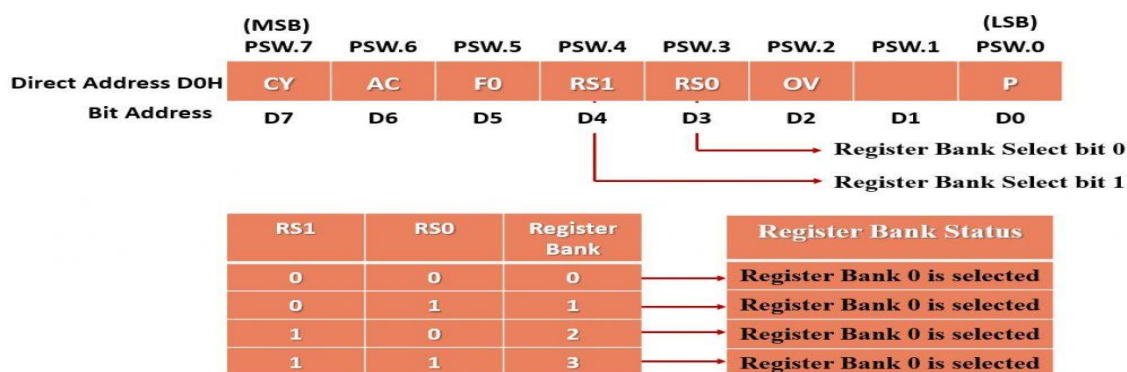 (MSB) (LSB)
PSW.7 PSW.6 PSW.5 PSW.4 PSW.3 PSW.2 PSW.1 PSW.0
Direct Address D0H CY AC F0 RS1 RS0 OV P
Bit Address D7 D6 D5 D4 D3 D2 D1 D0
Register Bank Select bit 0
Register Bank Select bit 1
RS1 RS0 Register Bank Register Bank Status
0 0 0 Register Bank 0 is selected
0 1 1 Register Bank 0 is selected
1 0 2 Register Bank 0 is selected
1 1 3 Register Bank 0 is selected